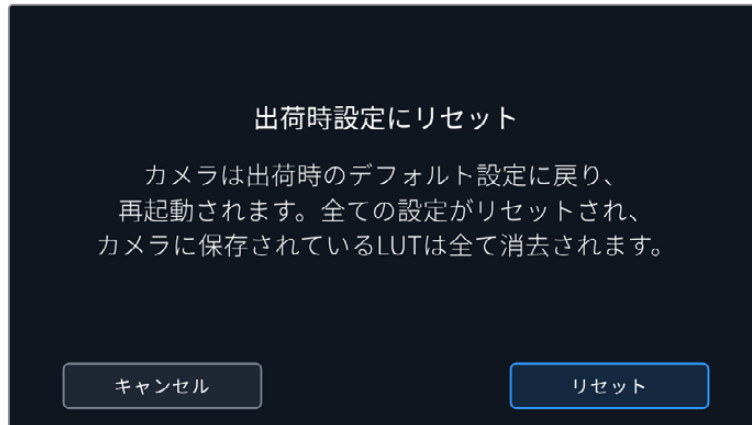 出荷時設定にリセット
カメラは出荷時のデフォルト設定に戻り、
再起動されます。全ての設定がリセットされ、
カメラに保存されているLUTは全て消去されます。
キャンセル
リセット